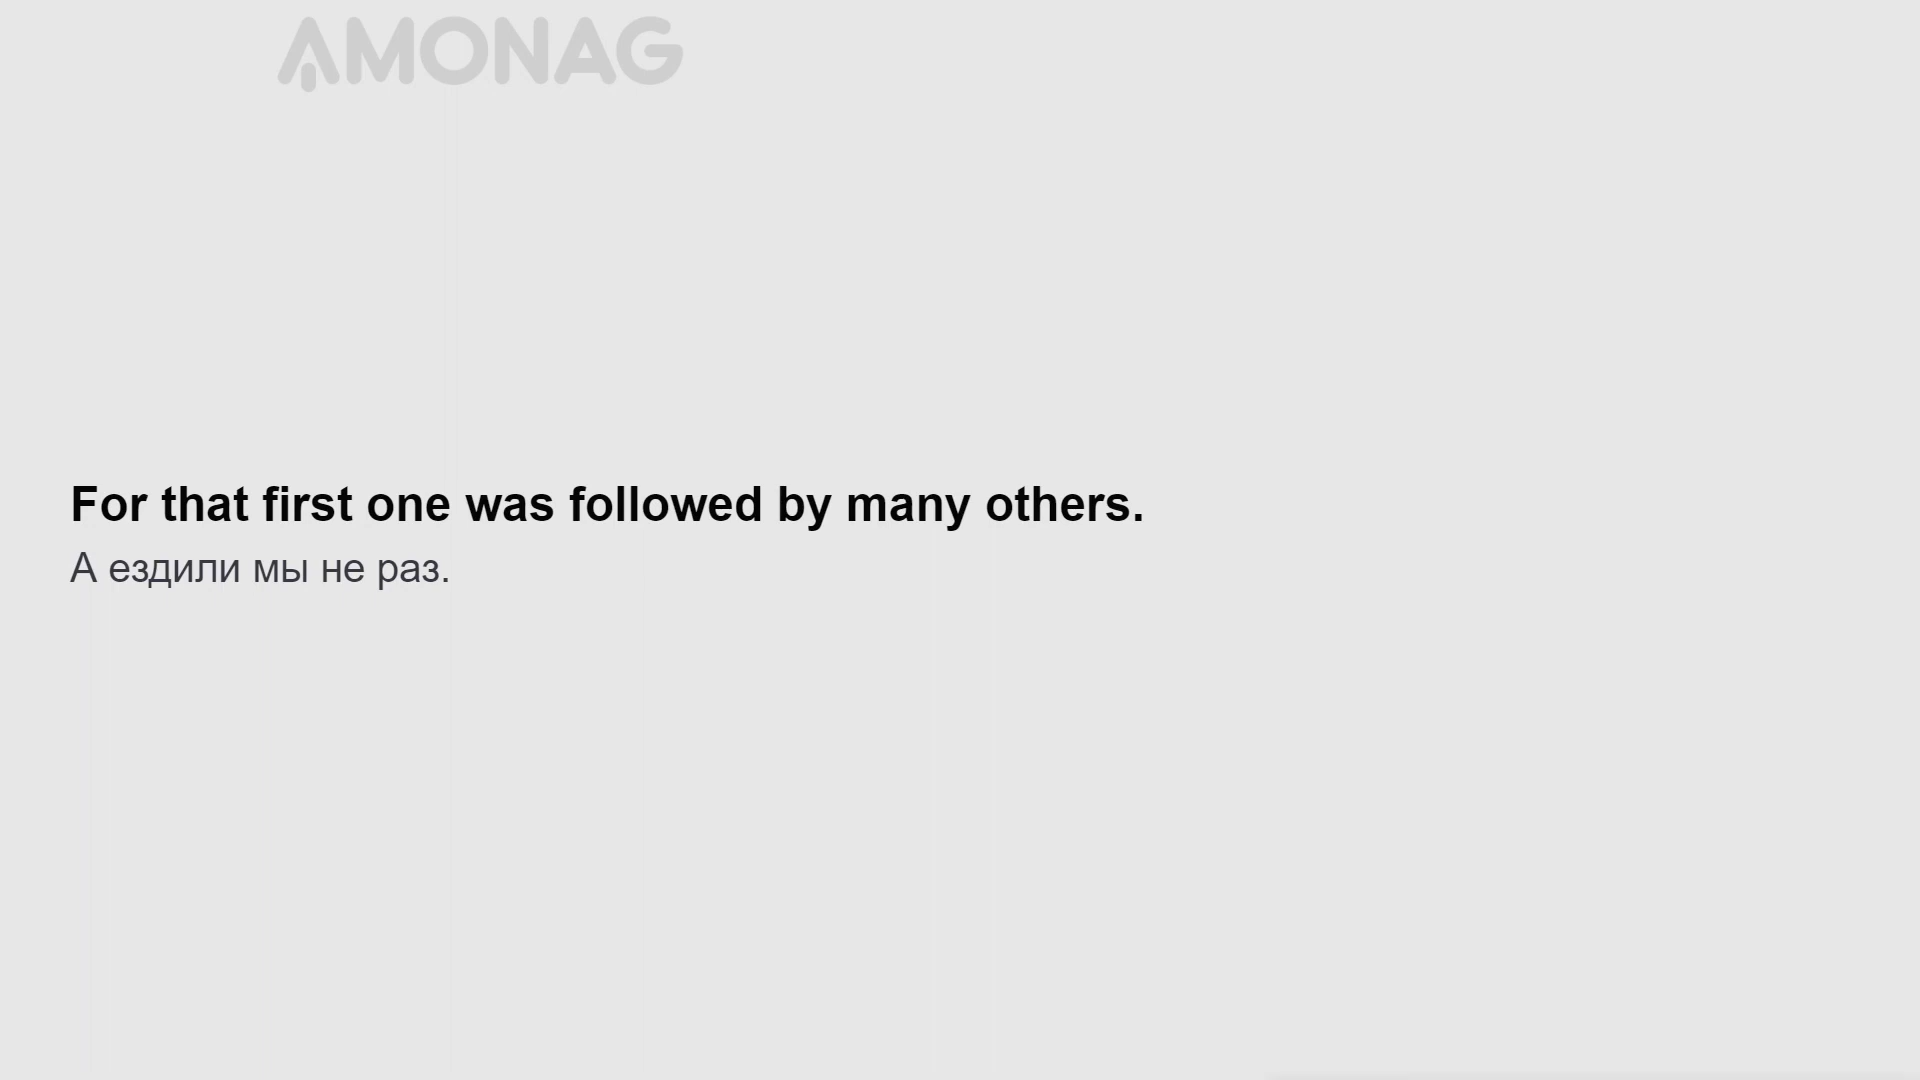 AMONAG
For that first one was followed by many others.
А ездили мы не раз.